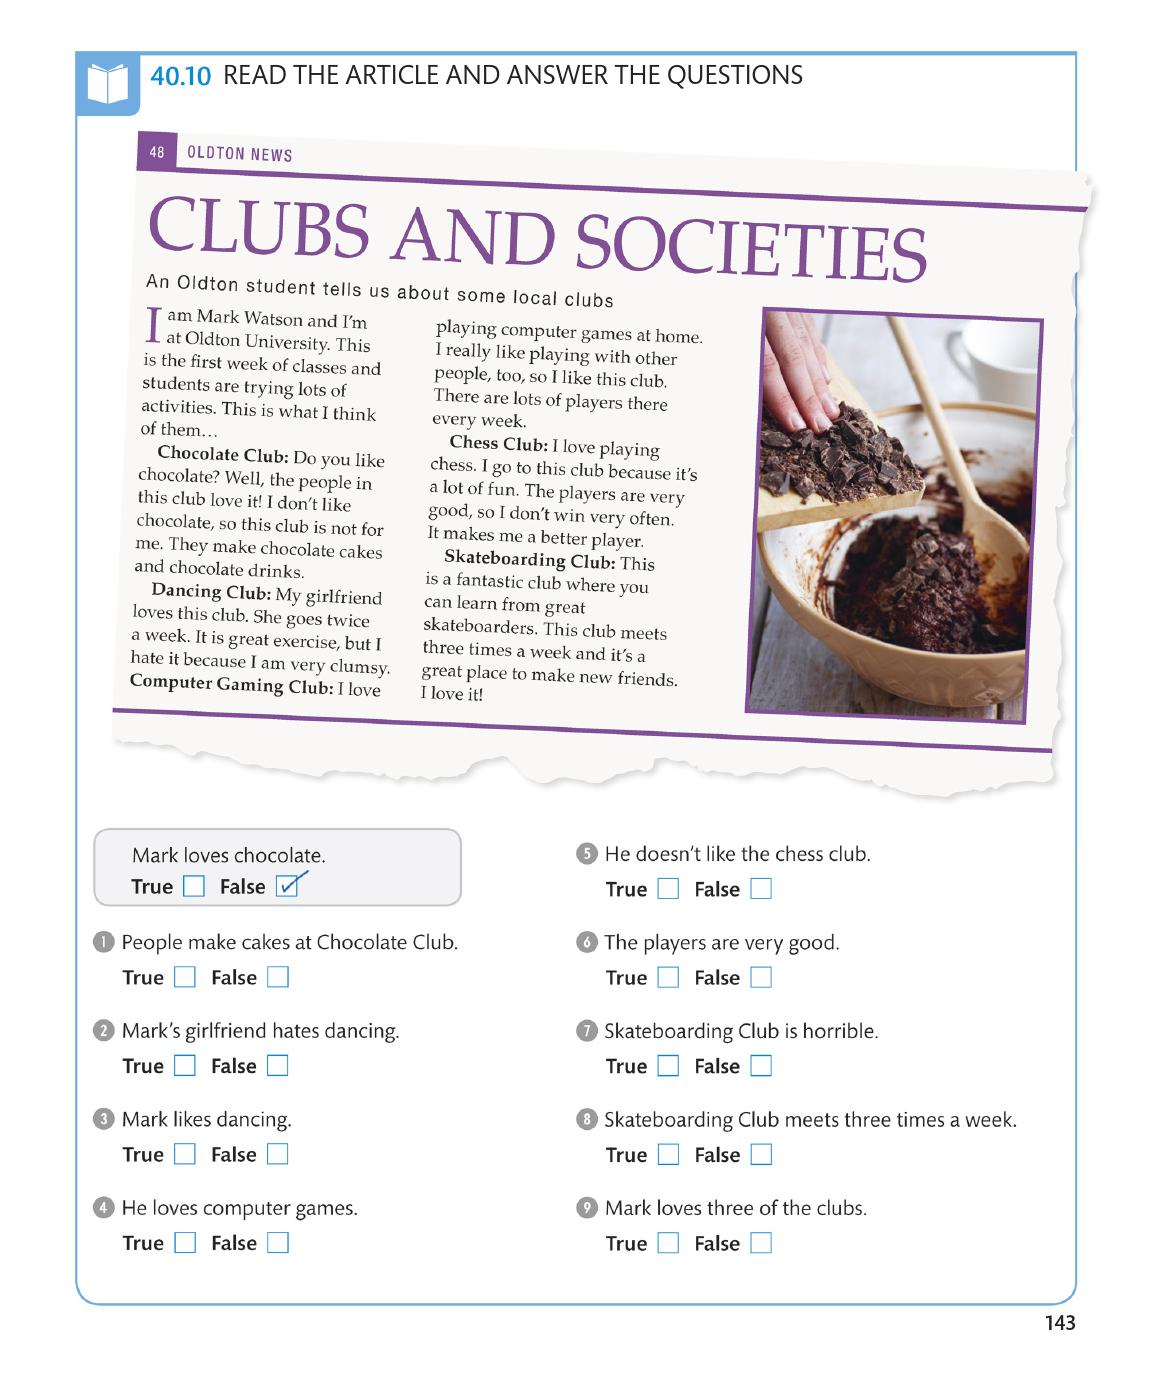 40.10 READ THE ARTICLE AND ANSWER THE QUESTIONS
48 OLDTON NEWS
CLUBS AND SOCIETIES
An Oldton student tells us about some local clubs
I am Mark Watson and I'm
at Oldton University. This
is the first week of classes and
students are trying lots of
activities. This is what I think
of them...
Chocolate Club: Do you like
chocolate? Well, the people in
this club love it! I don't like
chocolate, so this club is not for
me. They make chocolate cakes
and chocolate drinks.
Dancing Club: My girlfriend
loves this club. She goes twice
a week. It is great exercise, but I
hate it because I am very clumsy.
Computer Gaming Club: I love
playing computer games at home.
I really like playing with other
people, too, so I like this club.
There are lots of players there
every week.
Chess Club: I love playing
chess. I go to this club because it's
a lot of fun. The players are very
good, so I don't win very often.
It makes me a better player.
Skateboarding Club: This
is a fantastic club where you
can learn from great
skateboarders. This club meets
three times a week and it's a
great place to make new friends.
I love it!
Mark loves chocolate.
True False
1 People make cakes at Chocolate Club.
True False
2 Mark's girlfriend hates dancing.
True False
3 Mark likes dancing.
True False
4 He loves computer games.
True False
5 He doesn't like the chess club.
True False
6 The players are very good.
True False
7 Skateboarding Club is horrible.
True False
8 Skateboarding Club meets three times a week.
True False
9 Mark loves three of the clubs.
True False
143